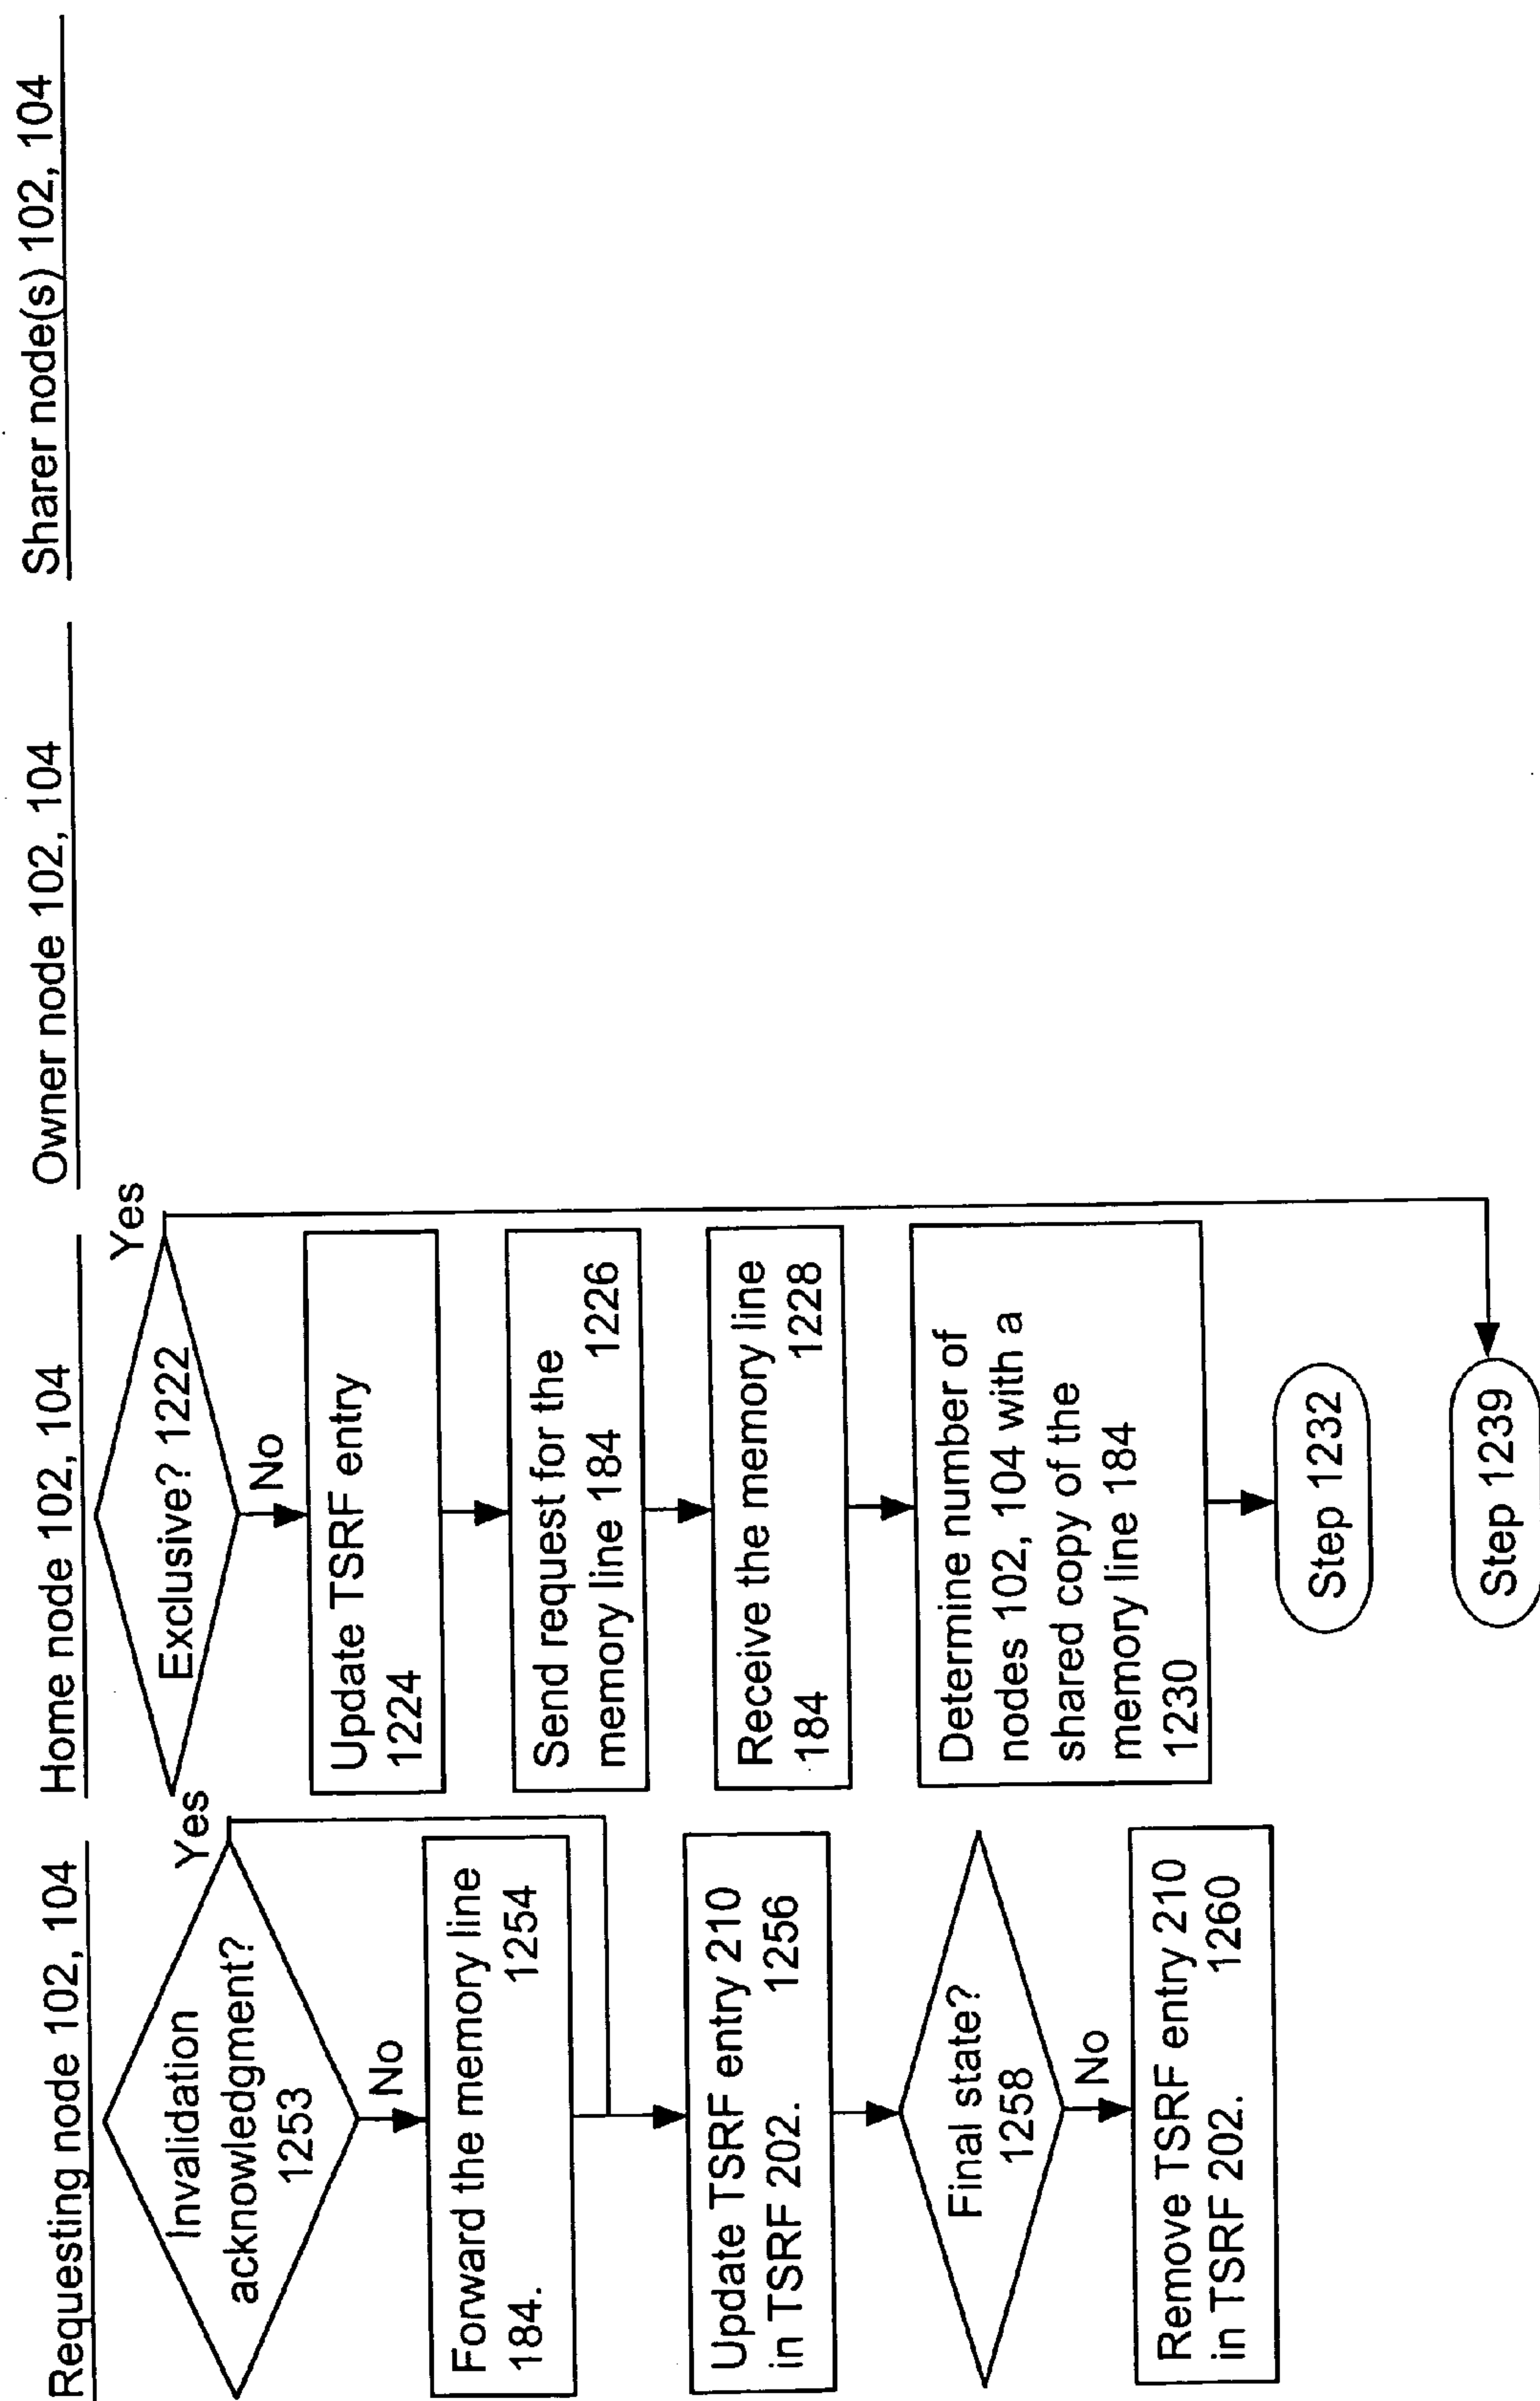 Requesting node 102, 104
Home node 102, 104
Owner node 102, 104
Sharer node(s) 102, 104
Invalidation
acknowledgment?
1253
Yes
No
Forward the memory line
184. 1254
Update TSRF entry 210
in TSRF 202. 1256
Final state?
1258
No
Remove TSRF entry 210
in TSRF 202. 1260
Exclusive? 1222
Yes
No
Update TSRF entry
1224
Send request for the
memory line 184 1226
Receive the memory line
184 1228
Determine number of
nodes 102, 104 with a
shared copy of the
memory line 184
1230
Step 1232
Step 1239